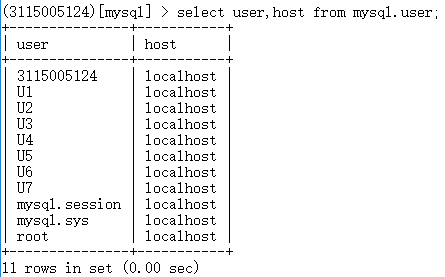 (3115005124)[mysql] > select user,host from mysql.user;
+---------------+-----------+
| user          | host      |
+---------------+-----------+
| 3115005124    | localhost |
| U1            | localhost |
| U2            | localhost |
| U3            | localhost |
| U4            | localhost |
| U5            | localhost |
| U6            | localhost |
| U7            | localhost |
| mysql.session | localhost |
| mysql.sys     | localhost |
| root          | localhost |
+---------------+-----------+
11 rows in set (0.00 sec)